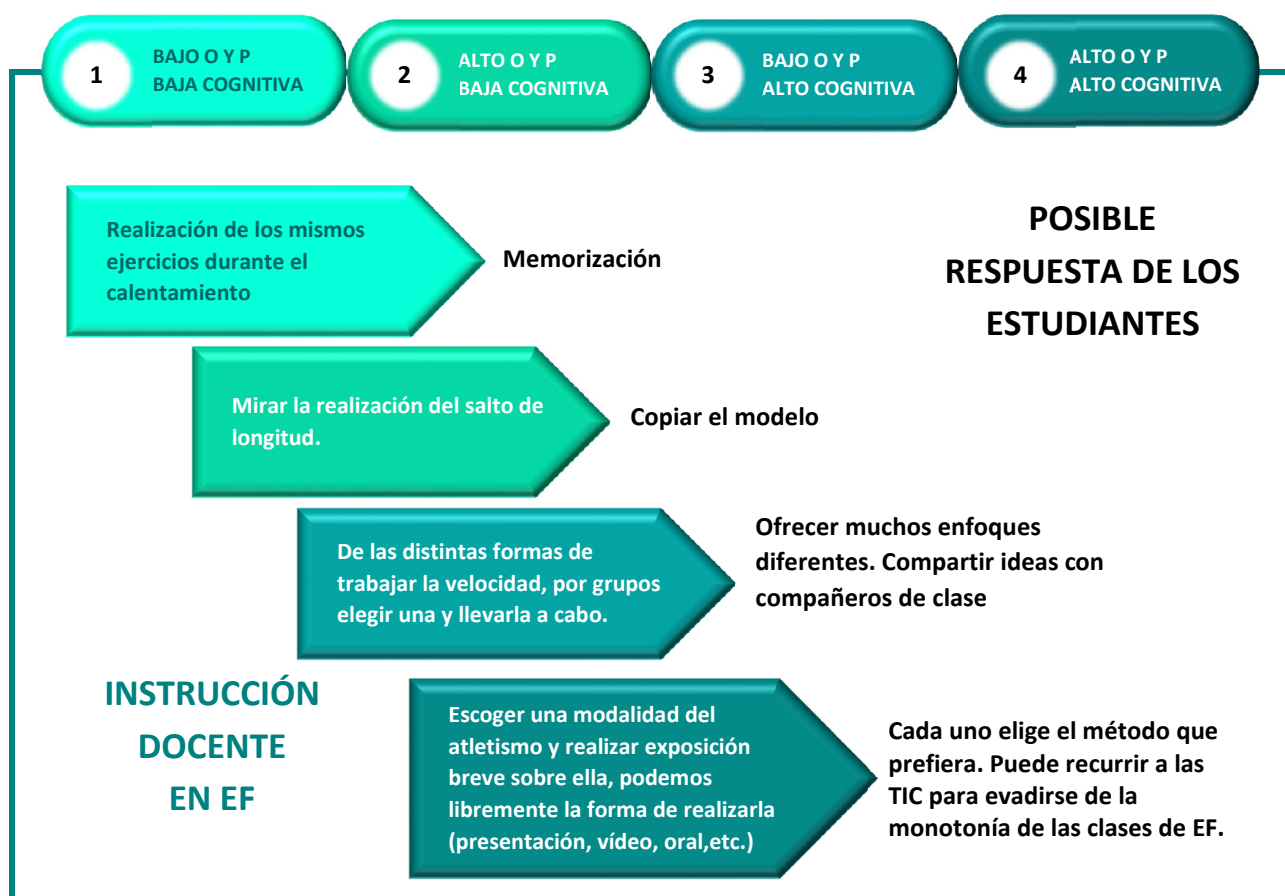 1
BAJO O Y P
BAJA COGNITIVA
2
ALTO O Y P
BAJA COGNITIVA
3
BAJO O Y P
ALTO COGNITIVA
4
ALTO O Y P
ALTO COGNITIVA
Realización de los mismos
ejercicios durante el
calentamiento
Memorización
POSIBLE
RESPUESTA DE LOS
ESTUDIANTES
Mirar la realización del salto de
longitud.
Copiar el modelo
De las distintas formas de
trabajar la velocidad, por grupos
elegir una y llevarla a cabo.
Ofrecer muchos enfoques
diferentes. Compartir ideas con
compañeros de clase
INSTRUCCIÓN
DOCENTE
EN EF
Escoger una modalidad del
atletismo y realizar exposición
breve sobre ella, podemos
libremente la forma de realizarla
(presentación, vídeo, oral,etc.)
Cada uno elige el método que
prefiera. Puede recurrir a las
TIC para evadirse de la
monotonía de las clases de EF.